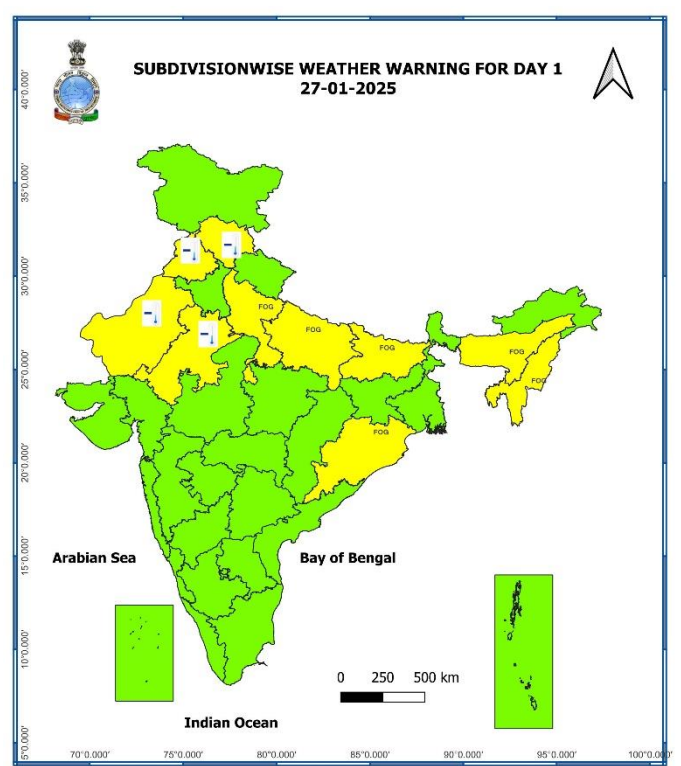 SUBDIVISIONWISE WEATHER WARNING FOR DAY 1
27-01-2025
40°0.000'
35°0.000'
30°0.000'
FOG
FOG
FOG
FOG
25°0.000'
FOG
FOG
20°0.000'
15°0.000'
Arabian Sea
Bay of Bengal
10°0.000'
0 250 500 km
Indian Ocean
5°0.000'
70°0.000' 75°0.000' 80°0.000' 85°0.000' 90°0.000' 95°0.000' 100°0.000'